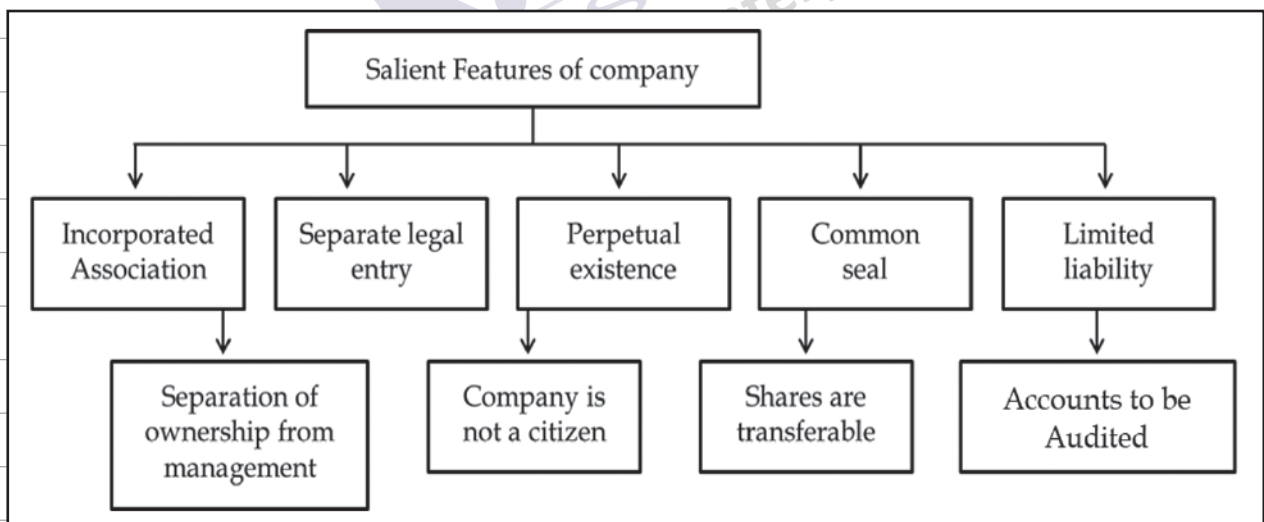 Salient Features of company
Incorporated
Association
Separate legal
entry
Perpetual
existence
Common
seal
Limited
liability
Separation of
ownership from
management
Company is
not a citizen
Shares are
transferable
Accounts to be
Audited